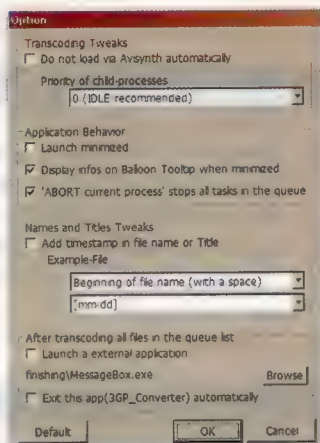 Option
Transcoding Tweaks
Do not load via Avisynth automatically
Priority of child-processes
0 (IDLE recommended)
Application Behavior
Launch minimized
Display infos on Balloon Tooltip when minimized
'ABORT current process' stops all tasks in the queue
Names and Titles Tweaks
Add timestamp in file name or Title
Example-File
Beginning of file name (with a space)
[mm-dd]
After transcoding all files in the queue list
Launch a external application
finishing\MessageBox.exe
Browse
Exit this app(3GP_Converter) automatically
Default
OK
Cancel